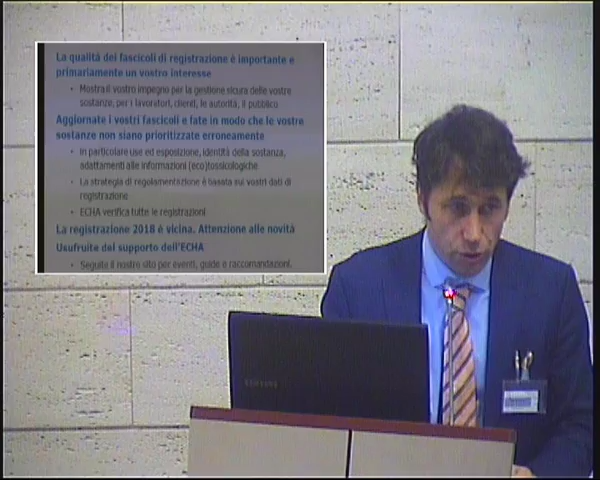 La qualità dei fascicoli di registrazione è importante e
primariamente un vostro interesse
• Mostra il vostro impegno per la gestione sicura delle vostre
sostanze, per i lavoratori, clienti, le autorità, il pubblico
Aggiornate i vostri fascicoli e fate in modo che le vostre
sostanze non siano prioritizzate erroneamente
• in particolare use ed esposizione, identità della sostanza,
adattamenti alle informazioni (eco)tossicologiche
• La strategia di regolamentazione è basata sui vostri dati di
registrazione
• ECHA verifica tutte le registrazioni
La registrazione 2018 è vicina. Attenzione alle novità
Usufruite del supporto dell'ECHA
• Seguite il nostro sito per eventi, guide e raccomandazioni.
SAMSUNG